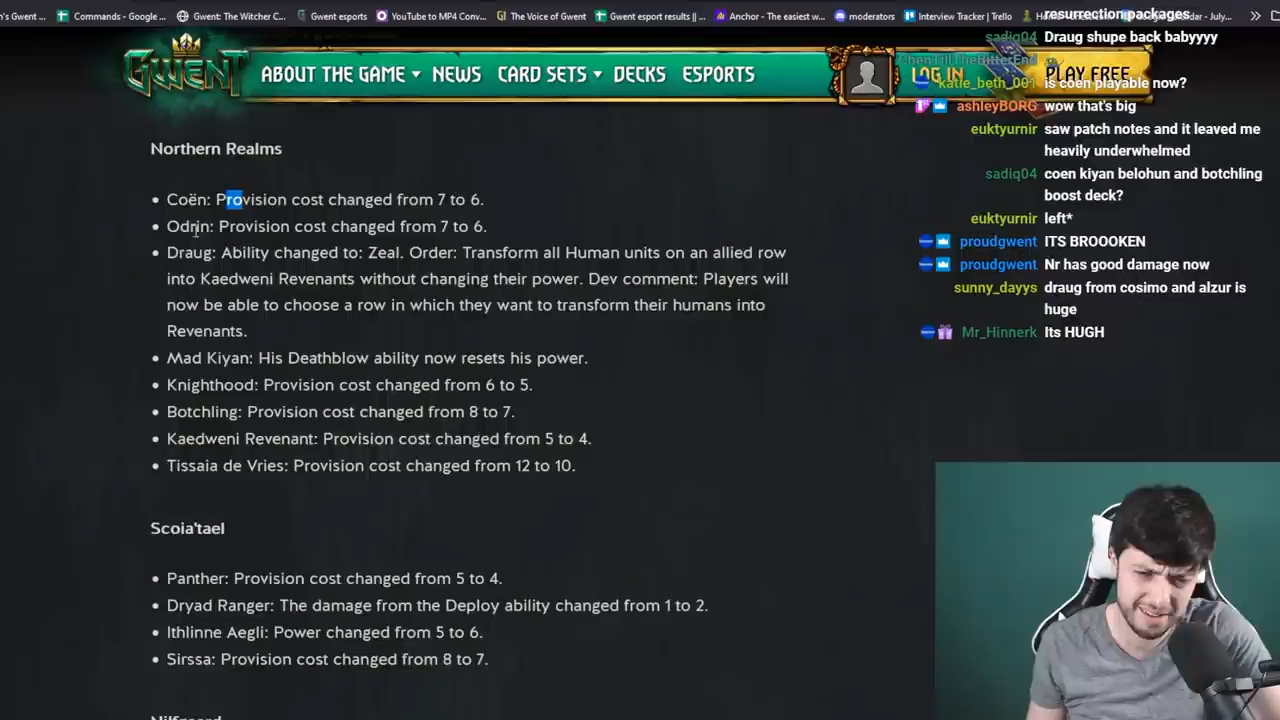 n's Gwent ... Commands - Google ... Gwent: The Witcher C... Gwent esports YouTube to MP4 Conv... The Voice of Gwent Gwent esport results || ... Anchor - The easiest w... moderators Interview Tracker | Trello
resurrection packages
sadiq04 Draug shupe back babyyyy
GWENT ABOUT THE GAME NEWS CARD SETS DECKS ESPORTS LOG IN PLAY FREE
katie_beth_001 is coen playable now?
ashleyBORG wow that's big
euktyurnir saw patch notes and it leaved me
heavily underwhelmed
sadiq04 coen kiyan belohun and botchling
boost deck?
euktyurnir left*
proudgwent ITS BROOOKEN
proudgwent Nr has good damage now
sunny_dayys draug from cosimo and alzur is
huge
Mr_Hinnerk Its HUGH
Northern Realms
• Coën: Provision cost changed from 7 to 6.
• Odrin: Provision cost changed from 7 to 6.
• Draug: Ability changed to: Zeal. Order: Transform all Human units on an allied row
into Kaedweni Revenants without changing their power. Dev comment: Players will
now be able to choose a row in which they want to transform their humans into
Revenants.
• Mad Kiyan: His Deathblow ability now resets his power.
• Knighthood: Provision cost changed from 6 to 5.
• Botchling: Provision cost changed from 8 to 7.
• Kaedweni Revenant: Provision cost changed from 5 to 4.
• Tissaia de Vries: Provision cost changed from 12 to 10.
Scoia'tael
• Panther: Provision cost changed from 5 to 4.
• Dryad Ranger: The damage from the Deploy ability changed from 1 to 2.
• Ithlinne Aegli: Power changed from 5 to 6.
• Sirssa: Provision cost changed from 8 to 7.
Nilfgaard